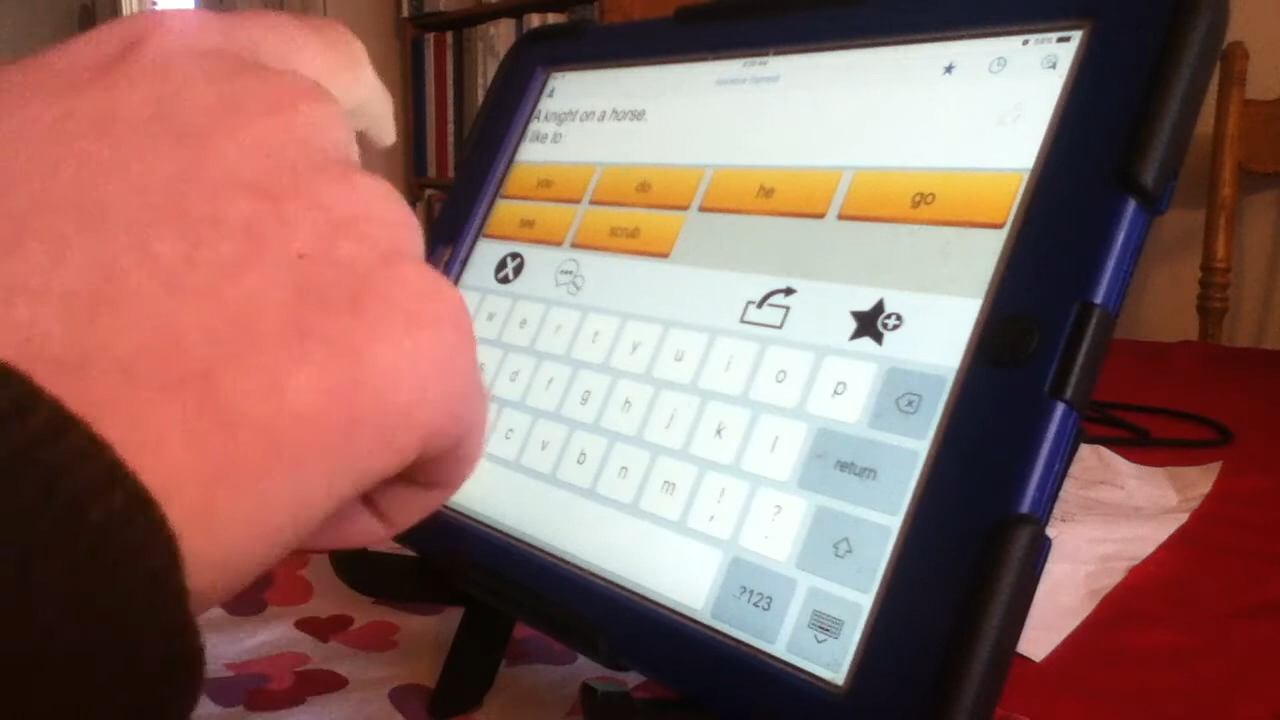 A knight on a horse.
I like to
you do he go
see scrub
w e r t y u i o p
s d f g h j k l return
c v b n m ! , ?
.?123